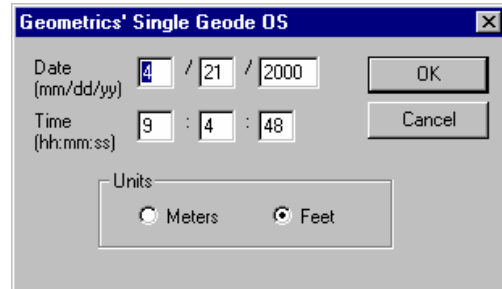 Geometrics' Single Geode OS
Date 4 / 21 / 2000 OK
(mm/dd/yy)
Time 9 : 4 : 48 Cancel
(hh:mm:ss)
Units
Meters Feet